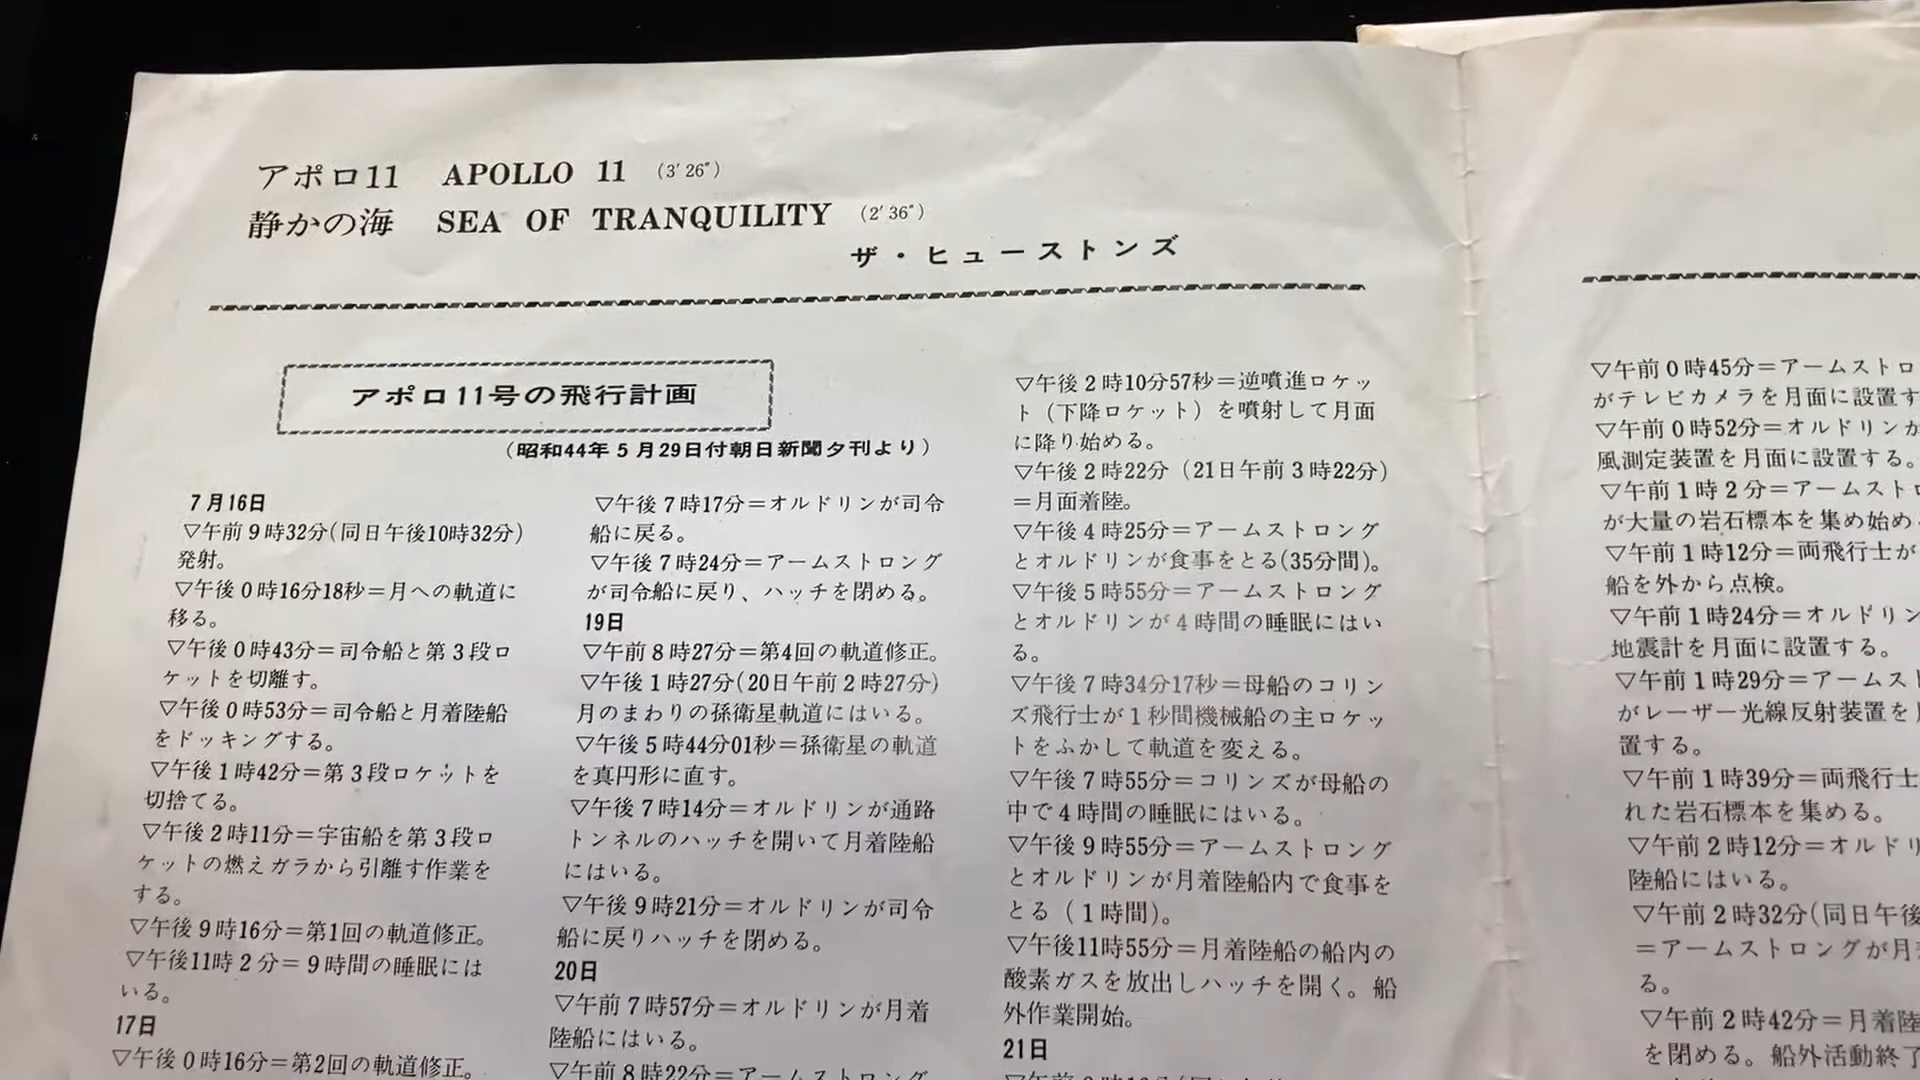 アポロ11 APOLLO 11 (3′26″)
静かの海 SEA OF TRANQUILITY (2′36″)
ザ・ヒューストンズ
アポロ11号の飛行計画
(昭和44年5月29日付朝日新聞夕刊より)
7月16日
▽午前9時32分(同日午後10時32分)
発射。
▽午後0時16分18秒=月への軌道に
移る。
▽午後0時43分=司令船と第3段ロ
ケットを切離す。
▽午後0時53分=司令船と月着陸船
をドッキングする。
▽午後1時42分=第3段ロケットを
切捨てる。
▽午後2時11分=宇宙船を第3段ロ
ケットの燃えガラから引離す作業を
する。
▽午後9時16分=第1回の軌道修正。
▽午後11時2分=9時間の睡眠には
いる。
17日
▽午後0時16分=第2回の軌道修正。
▽午後7時17分=オルドリンが司令
船に戻る。
▽午後7時24分=アームストロング
が司令船に戻り、ハッチを閉める。
19日
▽午前8時27分=第4回の軌道修正。
▽午後1時27分(20日午前2時27分)
月のまわりの孫衛星軌道にはいる。
▽午後5時44分01秒=孫衛星の軌道
を真円形に直す。
▽午後7時14分=オルドリンが通路
トンネルのハッチを開いて月着陸船
にはいる。
▽午後9時21分=オルドリンが司令
船に戻りハッチを閉める。
20日
▽午前7時57分=オルドリンが月着
陸船にはいる。
▽午前8時22分=アームストロング
▽午後2時10分57秒=逆噴進ロケッ
ト(下降ロケット)を噴射して月面
に降り始める。
▽午後2時22分(21日午前3時22分)
=月面着陸。
▽午後4時25分=アームストロング
とオルドリンが食事をとる(35分間)。
▽午後5時55分=アームストロング
とオルドリンが4時間の睡眠にはい
る。
▽午後7時34分17秒=母船のコリン
ズ飛行士が1秒間機械船の主ロケッ
トをふかして軌道を変える。
▽午後7時55分=コリンズが母船の
中で4時間の睡眠にはいる。
▽午後9時55分=アームストロング
とオルドリンが月着陸船内で食事を
とる(1時間)。
▽午後11時55分=月着陸船の船内の
酸素ガスを放出しハッチを開く。船
外作業開始。
21日
▽午前0時45分=アームストロ
がテレビカメラを月面に設置す
▽午前0時52分=オルドリンが
風測定装置を月面に設置する。
▽午前1時2分=アームストロ
が大量の岩石標本を集め始め
▽午前1時12分=両飛行士が
船を外から点検。
▽午前1時24分=オルドリン
地震計を月面に設置する。
▽午前1時29分=アームスト
がレーザー光線反射装置を
置する。
▽午前1時39分=両飛行士
れた岩石標本を集める。
▽午前2時12分=オルドリ
陸船にはいる。
▽午前2時32分(同日午後
=アームストロングが月
る。
▽午前2時42分=月着陸
を閉める。船外活動終了